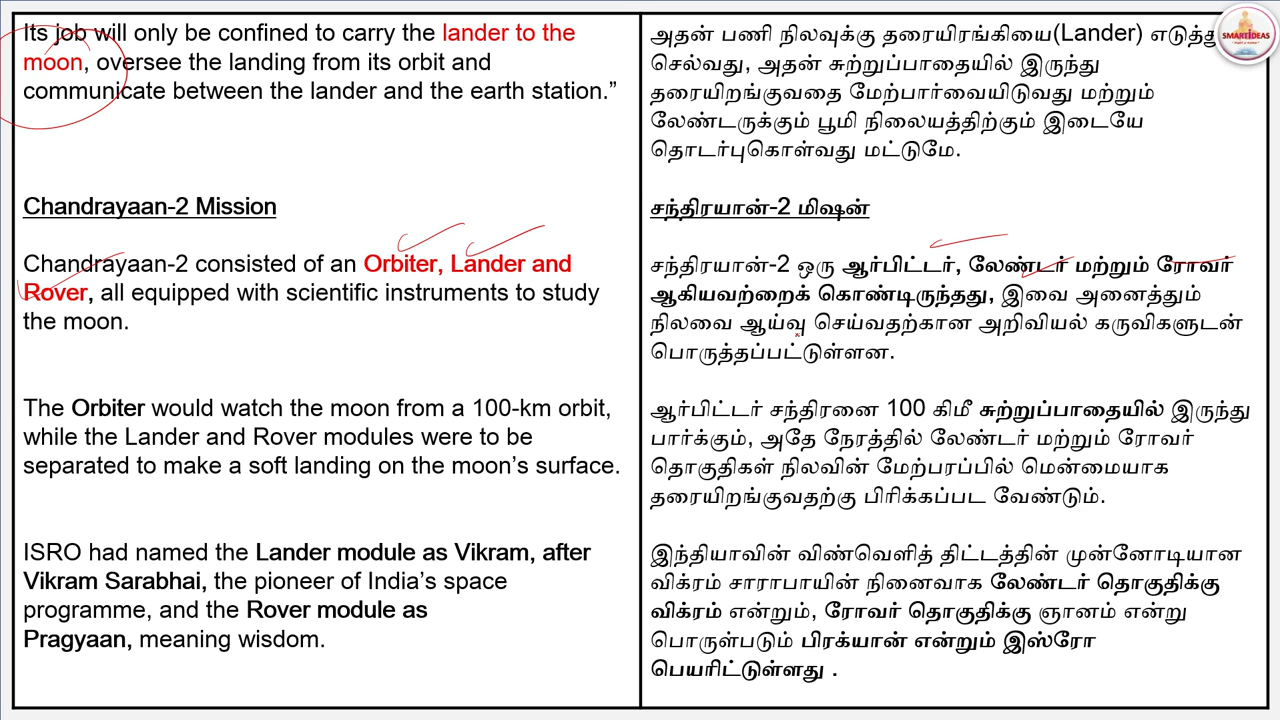 Its job will only be confined to carry the lander to the
moon, oversee the landing from its orbit and
communicate between the lander and the earth station.”
Chandrayaan-2 Mission
Chandrayaan-2 consisted of an Orbiter, Lander and
Rover, all equipped with scientific instruments to study
the moon.
The Orbiter would watch the moon from a 100-km orbit,
while the Lander and Rover modules were to be
separated to make a soft landing on the moon’s surface.
ISRO had named the Lander module as Vikram, after
Vikram Sarabhai, the pioneer of India’s space
programme, and the Rover module as
Pragyaan, meaning wisdom.
அதன் பணி நிலவுக்கு தரையிரங்கியை(Lander)
செல்வது, அதன் சுற்றுப்பாதையில் இருந்து
தரையிறங்குவதை மேற்பார்வையிடுவது மற்றும்
லேண்டருக்கும் பூமி நிலையத்திற்கும் இடையே
தொடர்புகொள்வது மட்டுமே.
சந்திரயான்-2 மிஷன்
சந்திரயான்-2 ஒரு ஆர்பிட்டர், லேண்டர் மற்றும் ரோவர்
ஆகியவற்றைக் கொண்டிருந்தது, இவை அனைத்தும்
நிலவை ஆய்வு செய்வதற்கான அறிவியல் கருவிகளுடன்
பொருத்தப்பட்டுள்ளன.
ஆர்பிட்டர் சந்திரனை 100 கிமீ சுற்றுப்பாதையில் இருந்து
பார்க்கும், அதே நேரத்தில் லேண்டர் மற்றும் ரோவர்
தொகுதிகள் நிலவின் மேற்பரப்பில் மென்மையாக
தரையிறங்குவதற்கு பிரிக்கப்பட வேண்டும்.
இந்தியாவின் விண்வெளித் திட்டத்தின் முன்னோடியான
விக்ரம் சாராபாயின் நினைவாக லேண்டர் தொகுதிக்கு
விக்ரம் என்றும், ரோவர் தொகுதிக்கு ஞானம் என்று
பொருள்படும் பிரக்யான் என்றும் இஸ்ரோ
பெயரிட்டுள்ளது .
SMARTIDEAS